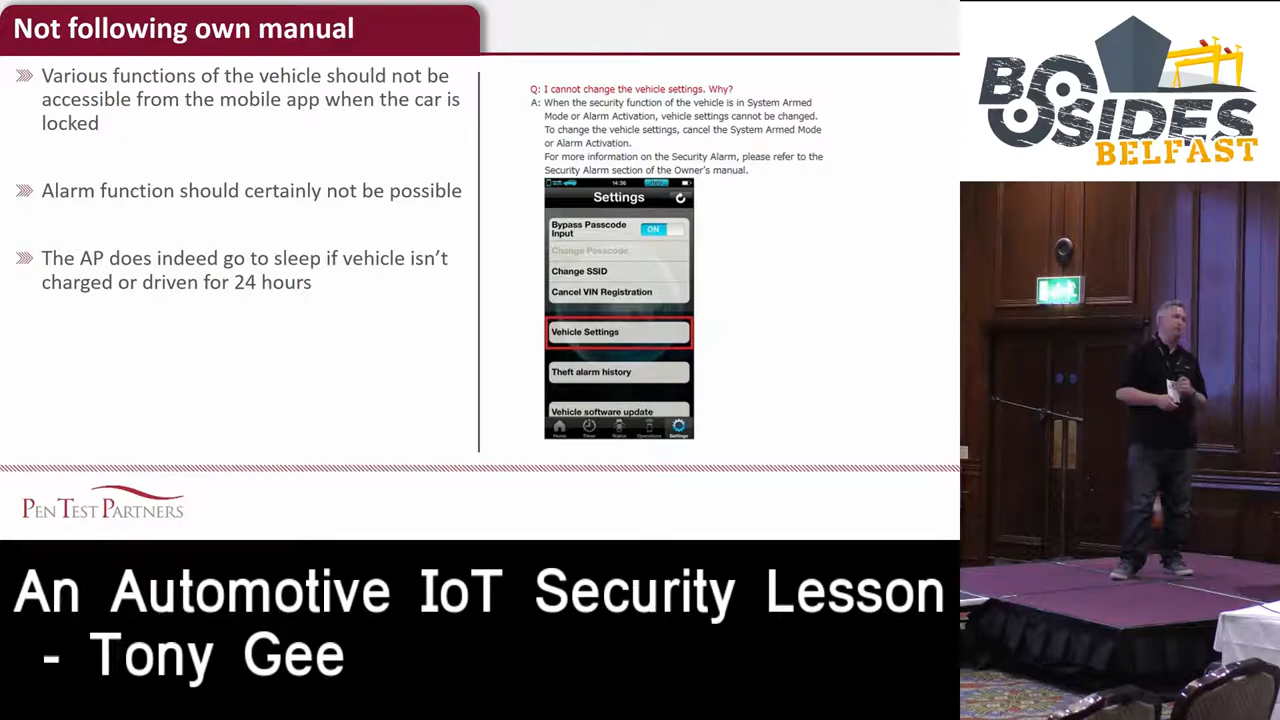 Not following own manual
Various functions of the vehicle should not be
accessible from the mobile app when the car is
locked
Alarm function should certainly not be possible
The AP does indeed go to sleep if vehicle isn't
charged or driven for 24 hours
Q: I cannot change the vehicle settings. Why?
A: When the security function of the vehicle is in System Armed
Mode or Alarm Activation, vehicle settings cannot be changed.
To change the vehicle settings, cancel the System Armed Mode
or Alarm Activation.
For more information on the Security Alarm, please refer to the
Security Alarm section of the Owner's manual.
14:36
Settings
Bypass Passcode
Input
ON
Change Passcode
Change SSID
Cancel VIN Registration
Vehicle Settings
Theft alarm history
Vehicle software update
Home Timer Status Operations Settings
PEN TEST PARTNERS
BSIDES
BELFAST
An Automotive IoT Security Lesson
- Tony Gee